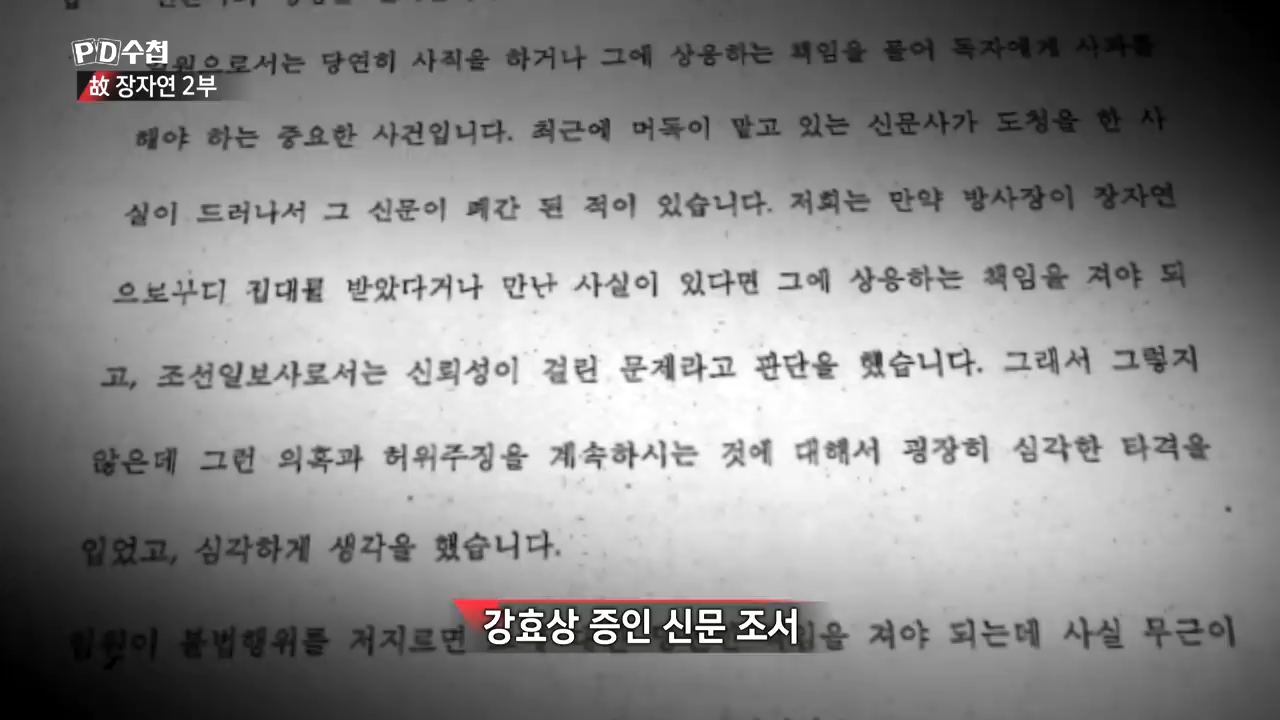 PD수첩
故 장자연 2부
원으로서는 당연히 사직을 하거나 그에 상응하는 책임을 물어 독자에게 사과를
해야 하는 중요한 사건입니다. 최근에 머독이 맡고 있는 신문사가 도청을 한 사
실이 드러나서 그 신문이 폐간 된 적이 있습니다. 저희는 만약 방사장이 장자연
으로부터 접대를 받았다거나 만난 사실이 있다면 그에 상응하는 책임을 져야 되
고, 조선일보사로서는 신뢰성이 걸린 문제라고 판단을 했습니다. 그래서 그렇지
않은데 그런 의혹과 허위주장을 계속하시는 것에 대해서 굉장히 심각한 타격을
입었고, 심각하게 생각을 했습니다.
임원이 불법행위를 저지르면 을 져야 되는데 사실 무근이
강효상 증인 신문 조서